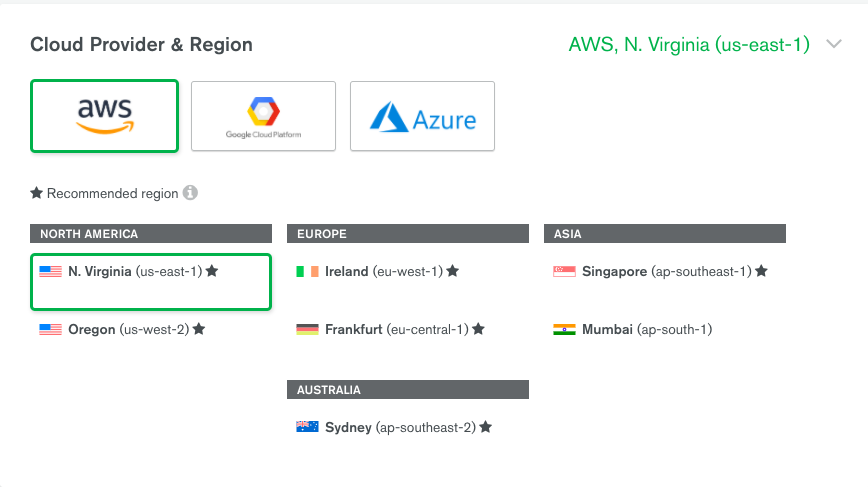 Cloud Provider & Region
AWS, N. Virginia (us-east-1)
aws
Google Cloud Platform
Azure
★ Recommended region i
NORTH AMERICA
N. Virginia (us-east-1) ★
Oregon (us-west-2) ★
EUROPE
Ireland (eu-west-1) ★
Frankfurt (eu-central-1) ★
ASIA
Singapore (ap-southeast-1) ★
Mumbai (ap-south-1)
AUSTRALIA
Sydney (ap-southeast-2) ★